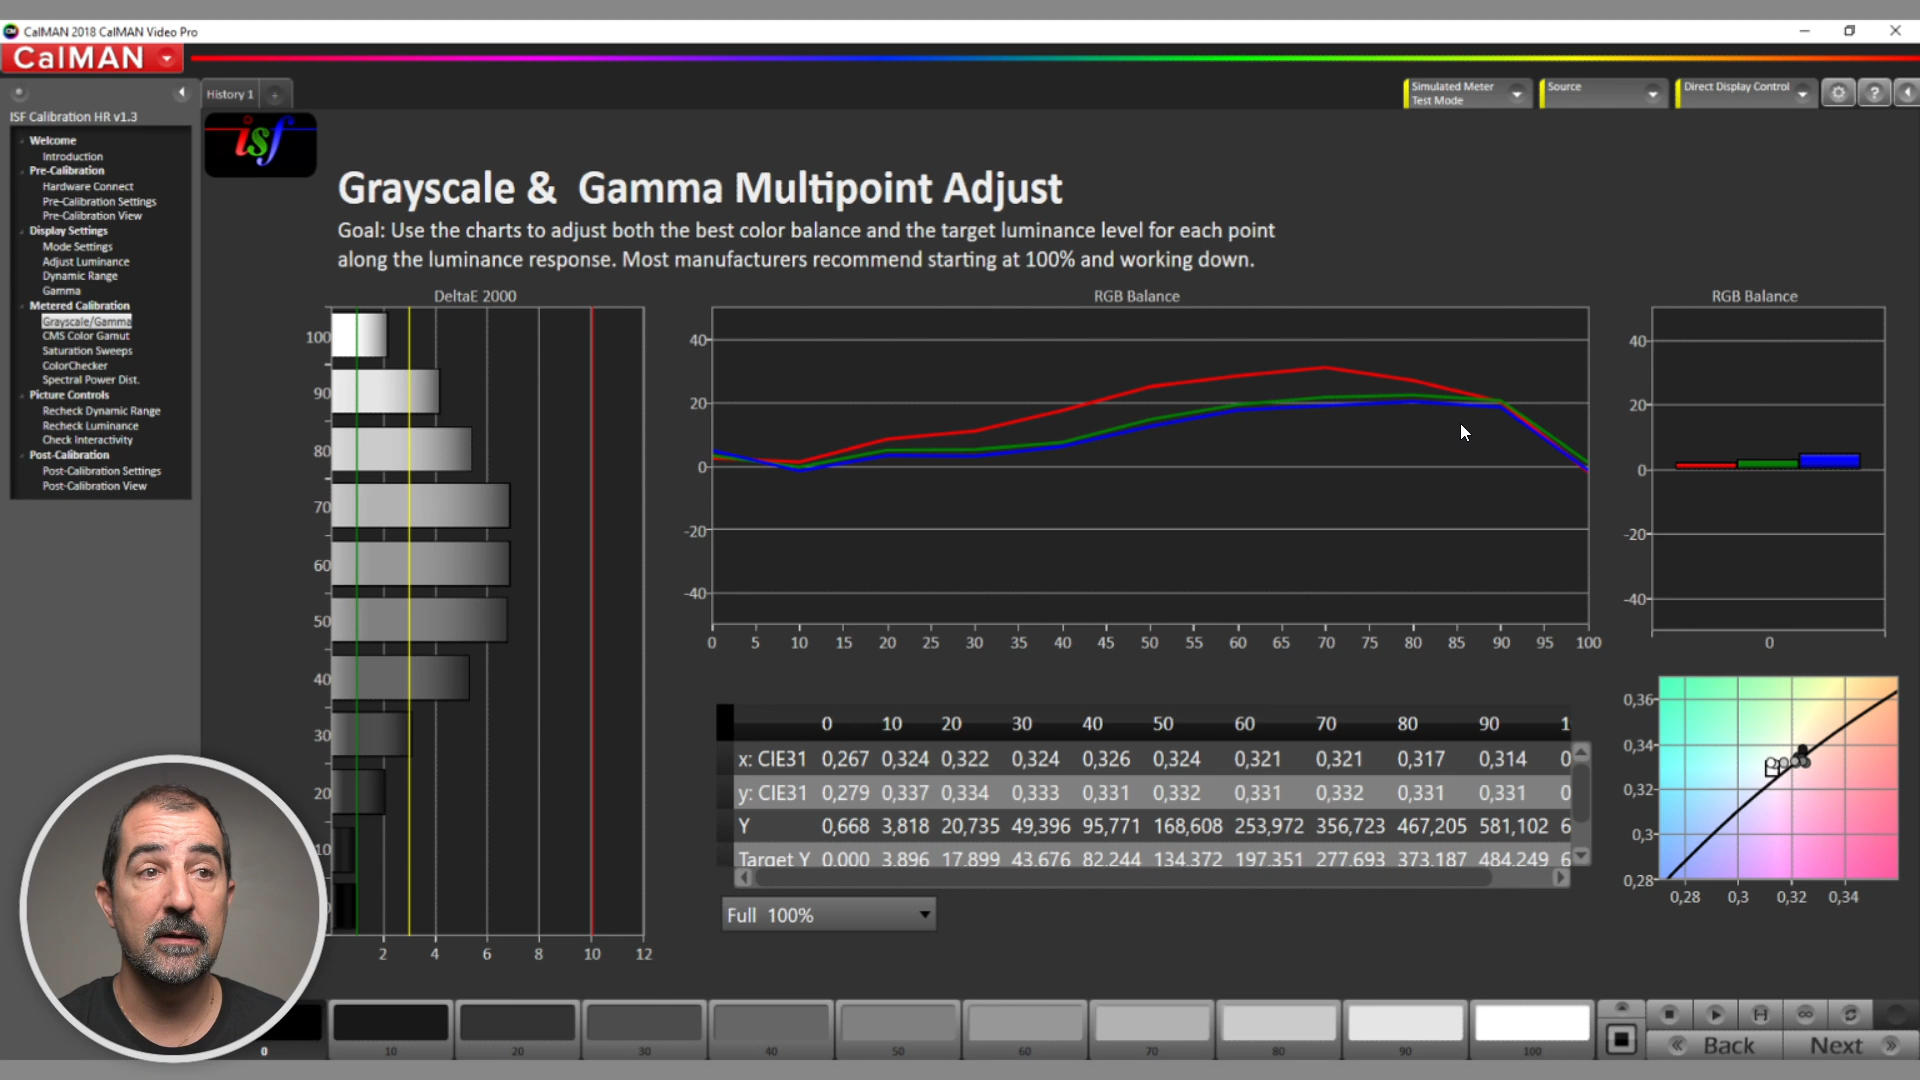 CalMAN 2018 CalMAN Video Pro
CalMAN
History 1 +
Simulated Meter
Test Mode
Source
Direct Display Control
?
ISF Calibration HR v1.3
Welcome
Introduction
Pre-Calibration
Hardware Connect
Pre-Calibration Settings
Pre-Calibration View
Display Settings
Mode Settings
Adjust Luminance
Dynamic Range
Gamma
Metered Calibration
Grayscale/Gamma
CMS Color Gamut
Saturation Sweeps
ColorChecker
Spectral Power Dist.
Picture Controls
Recheck Dynamic Range
Recheck Luminance
Check Interactivity
Post-Calibration
Post-Calibration Settings
Post-Calibration View
isf
Grayscale & Gamma Multipoint Adjust
Goal: Use the charts to adjust both the best color balance and the target luminance level for each point
along the luminance response. Most manufacturers recommend starting at 100% and working down.
DeltaE 2000
100
90
80
70
60
50
40
30
20
10
2 4 6 8 10 12
RGB Balance
40
20
0
-20
-40
0 5 10 15 20 25 30 35 40 45 50 55 60 65 70 75 80 85 90 95 100
RGB Balance
40
20
0
-20
-40
0
0 10 20 30 40 50 60 70 80 90 1
x: CIE31 0,267 0,324 0,322 0,324 0,326 0,324 0,321 0,321 0,317 0,314 0
y: CIE31 0,279 0,337 0,334 0,333 0,331 0,332 0,331 0,332 0,331 0,331 0
Y 0,668 3,818 20,735 49,396 95,771 168,608 253,972 356,723 467,205 581,102 6
Target Y 0,000 3,896 17,899 43,676 82,244 134,372 197,351 277,693 373,187 484,249 6
Full 100%
0,36
0,34
0,32
0,3
0,28
0,28 0,3 0,32 0,34
0 10 20 30 40 50 60 70 80 90 100
Back
Next